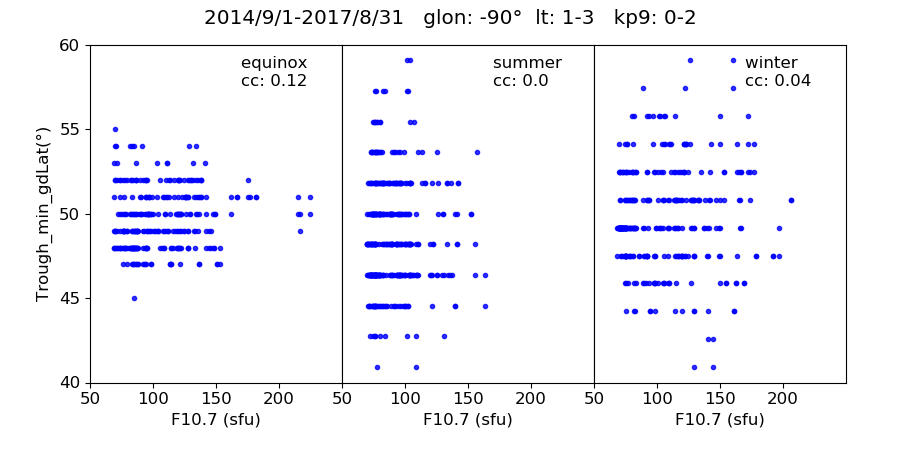 2014/9/1-2017/8/31 glon: -90° lt: 1-3 kp9: 0-2
Trough_min_gdLat(°)
60
55
50
45
40
equinox
cc: 0.12
summer
cc: 0.0
winter
cc: 0.04
50 100 150 200 50 100 150 200 50 100 150 200
F10.7 (sfu) F10.7 (sfu) F10.7 (sfu)